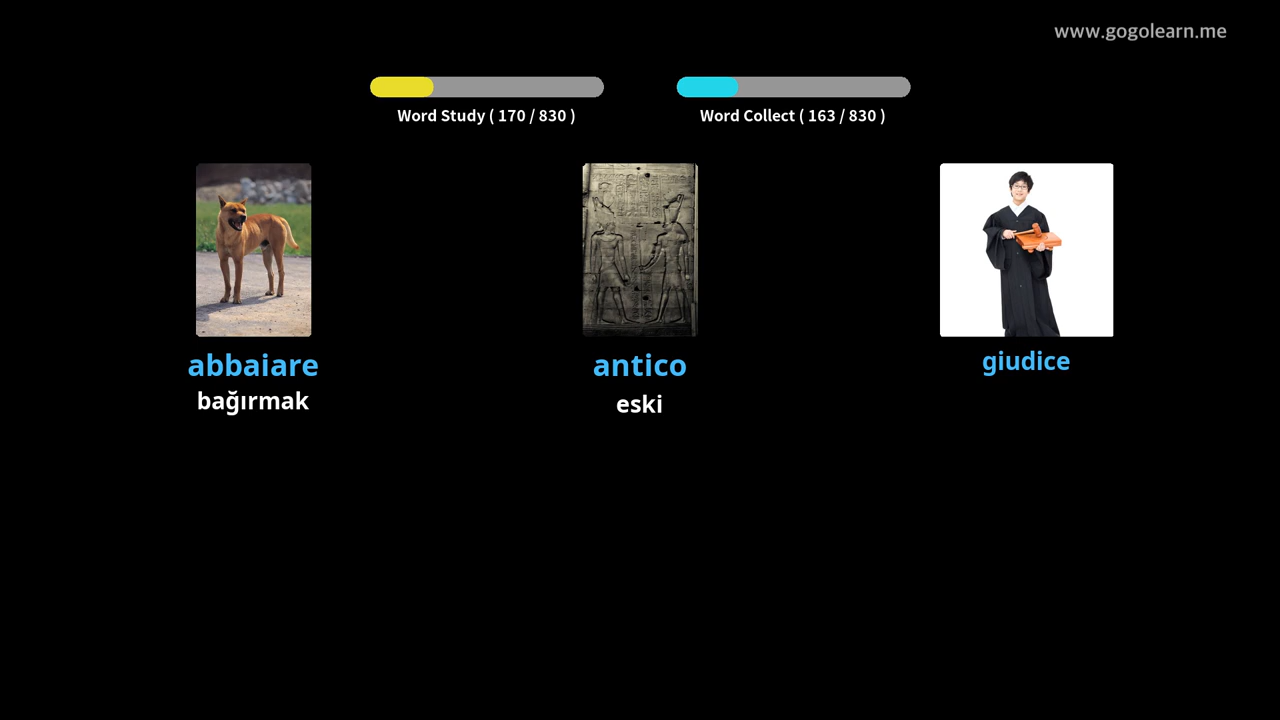 www.gogolearn.me
Word Study ( 170 / 830 )
Word Collect ( 163 / 830 )
abbaiare
bağırmak
antico
eski
giudice